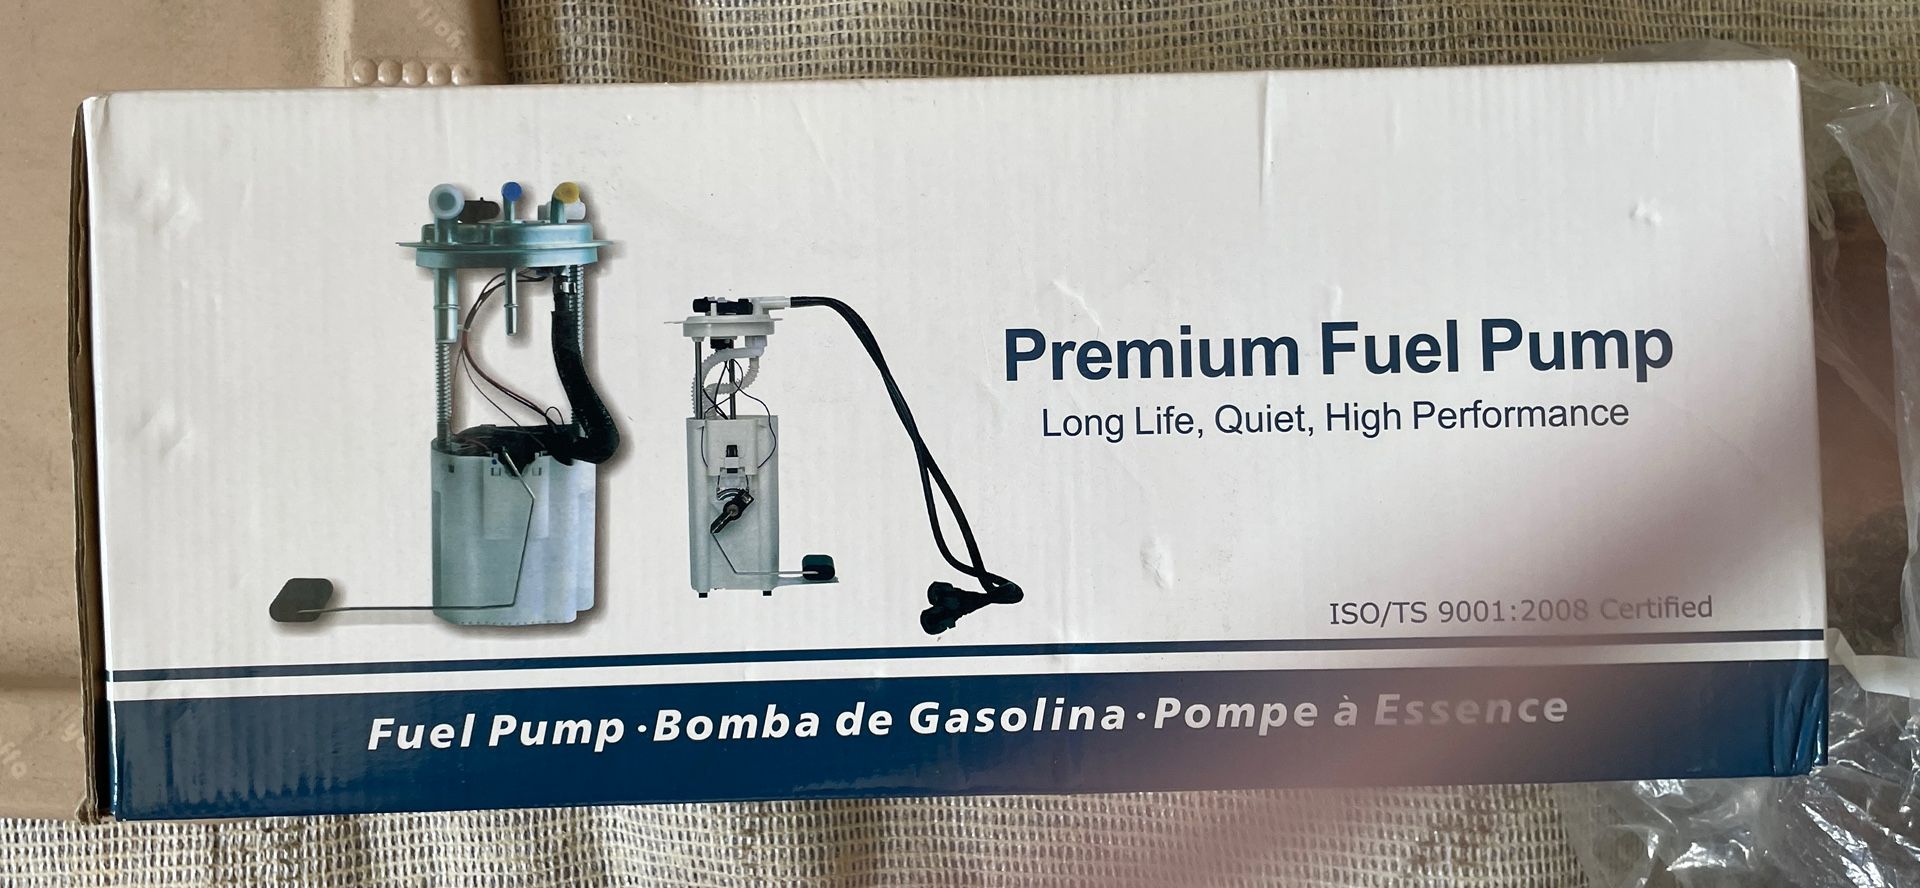 Premium Fuel Pump
Long Life, Quiet, High Performance
ISO/TS 9001:2008 Certified
Fuel Pump · Bomba de Gasolina · Pompe à Essence